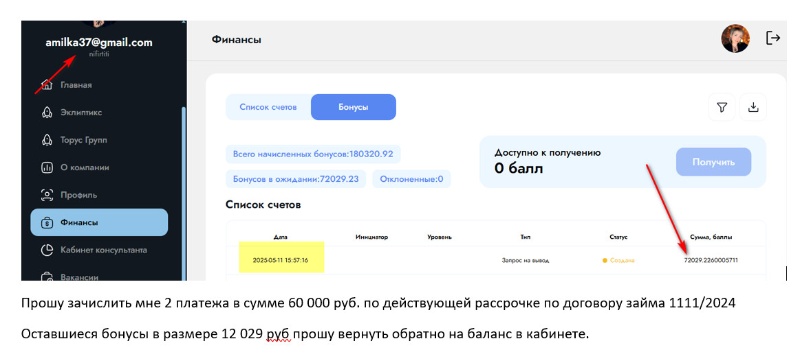 amilka37@gmail.com
nifirtiti
Финансы
Главная
Эклиптикс
Торус Групп
О компании
Профиль
Финансы
Кабинет консультанта
Вакансии
Список счетов
Бонусы
Всего начисленных бонусов:180320.92
Бонусов в ожидании:72029.23
Отклоненные:0
Доступно к получению
0 балл
Получить
Список счетов
Дата Инициатор Уровень Тип Статус Сумма, баллы
2025-05-11 15:57:16 Запрос на вывод Создана 72029.2260005711
Прошу зачислить мне 2 платежа в сумме 60 000 руб. по действующей рассрочке по договору займа 1111/2024
Оставшиеся бонусы в размере 12 029 руб прошу вернуть обратно на баланс в кабинете.